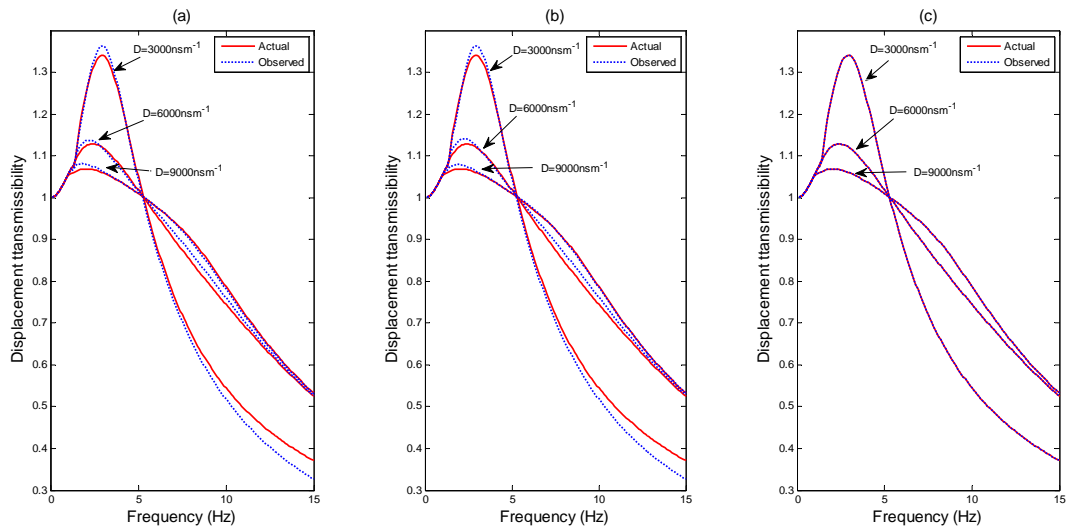 (a)
Actual
Observed
D=3000nsm⁻¹
D=6000nsm⁻¹
D=9000nsm⁻¹
Displacement ttansmissibility
1.3
1.2
1.1
1
0.9
0.8
0.7
0.6
0.5
0.4
0.3
0
5
10
15
Frequency (Hz)
(b)
Actual
Observed
D=3000nsm⁻¹
D=6000nsm⁻¹
D=9000nsm⁻¹
Displacement ttansmissibility
1.3
1.2
1.1
1
0.9
0.8
0.7
0.6
0.5
0.4
0.3
0
5
10
15
Frequency (Hz)
(c)
Actual
Observed
D=3000nsm⁻¹
D=6000nsm⁻¹
D=9000nsm⁻¹
Displacement ttansmissibility
1.3
1.2
1.1
1
0.9
0.8
0.7
0.6
0.5
0.4
0.3
0
5
10
15
Frequency (Hz)